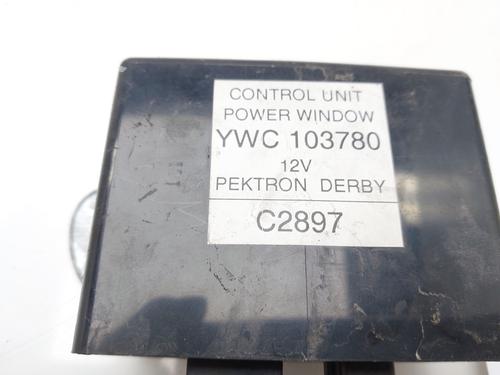 CONTROL UNIT
POWER WINDOW
YWC 103780
12V
PEKTRON DERBY
C2897